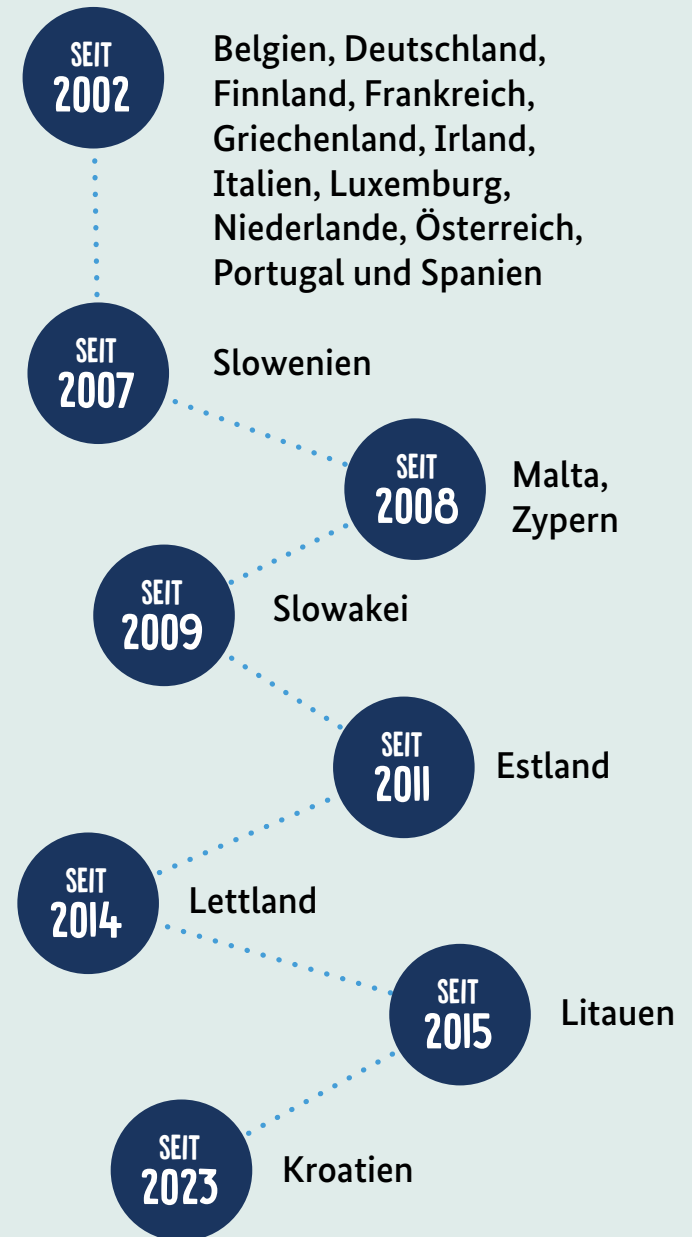 SEIT
2002
Belgien, Deutschland,
Finnland, Frankreich,
Griechenland, Irland,
Italien, Luxemburg,
Niederlande, Österreich,
Portugal und Spanien
SEIT
2007
Slowenien
SEIT
2008
Malta,
Zypern
SEIT
2009
Slowakei
SEIT
2011
Estland
SEIT
2014
Lettland
SEIT
2015
Litauen
SEIT
2023
Kroatien